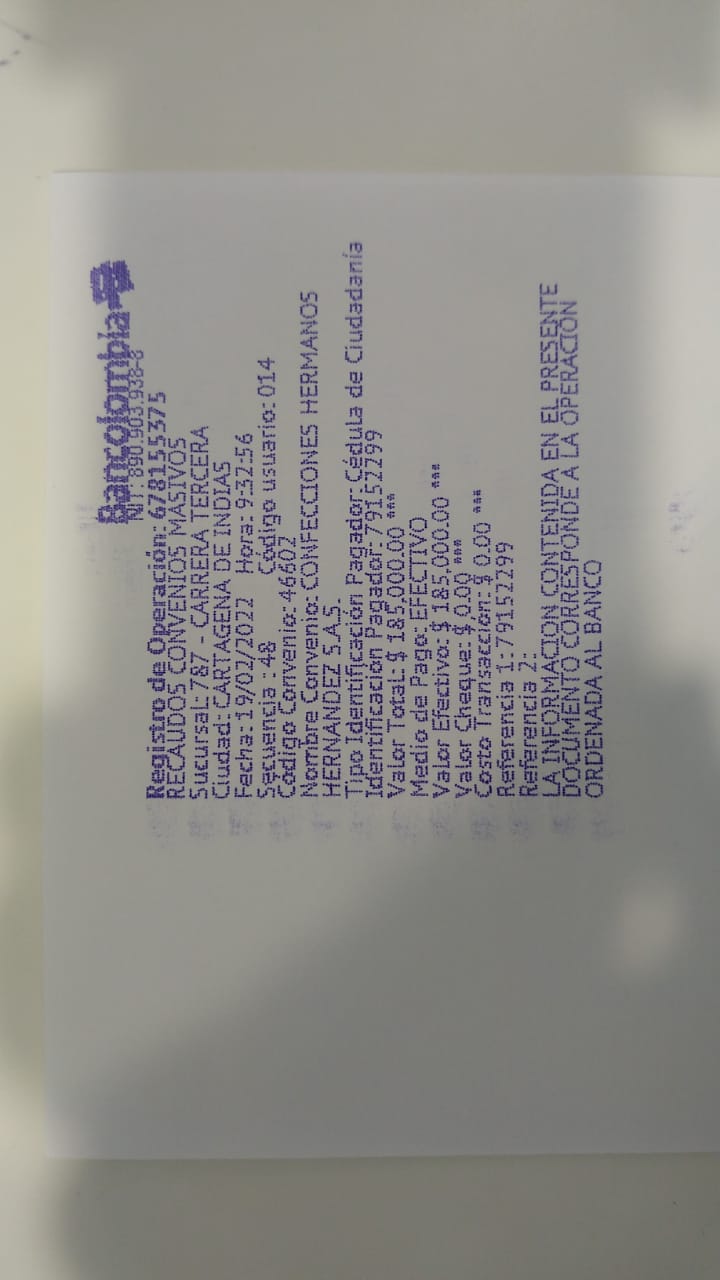 Bancolombia
NIT: 890.903.938-8
Registro de Operación: 678155375
RECAUDOS CONVENIOS MASIVOS
Sucursal: 787 - CARRERA TERCERA
Ciudad: CARTAGENA DE INDIAS
Fecha: 19/02/2022 Hora: 9:32:56
Secuencia : 48 Código usuario: 014
Código Convenio: 46602
Nombre Convenio: CONFECCIONES HERMANOS
HERNANDEZ S.A.S.
Tipo Identificación Pagador: Cédula de Ciudadanía
Identificación Pagador: 79152299
Valor Total: $ 185,000.00 ***
Medio de Pago: EFECTIVO
Valor Efectivo: $ 185,000.00 ***
Valor Cheque: $ 0.00 ***
Costo Transacción: $ 0.00 ***
Referencia 1: 79152299
Referencia 2:
LA INFORMACION CONTENIDA EN EL PRESENTE
DOCUMENTO CORRESPONDE A LA OPERACIÓN
ORDENADA AL BANCO